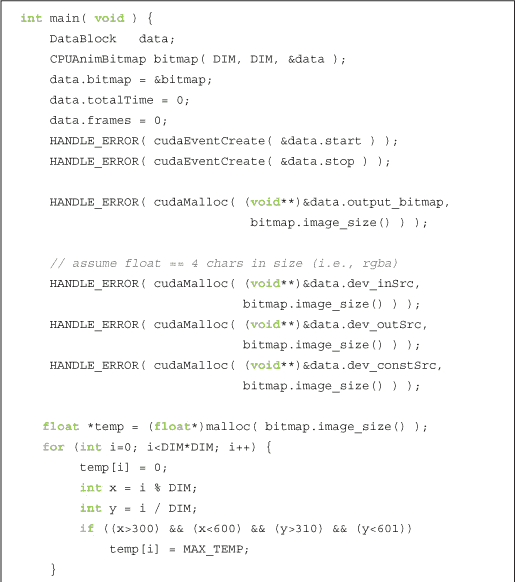 int main( void ) {
    DataBlock   data;
    CPUAnimBitmap bitmap( DIM, DIM, &data );
    data.bitmap = &bitmap;
    data.totalTime = 0;
    data.frames = 0;
    HANDLE_ERROR( cudaEventCreate( &data.start ) );
    HANDLE_ERROR( cudaEventCreate( &data.stop ) );

    HANDLE_ERROR( cudaMalloc( (void**)&data.output_bitmap,
                               bitmap.image_size() ) );

    // assume float == 4 chars in size (i.e., rgba)
    HANDLE_ERROR( cudaMalloc( (void**)&data.dev_inSrc,
                              bitmap.image_size() ) );
    HANDLE_ERROR( cudaMalloc( (void**)&data.dev_outSrc,
                              bitmap.image_size() ) );
    HANDLE_ERROR( cudaMalloc( (void**)&data.dev_constSrc,
                              bitmap.image_size() ) );

   float *temp = (float*)malloc( bitmap.image_size() );
   for (int i=0; i<DIM*DIM; i++) {
        temp[i] = 0;
        int x = i % DIM;
        int y = i / DIM;
        if ((x>300) && (x<600) && (y>310) && (y<601))
            temp[i] = MAX_TEMP;
    }